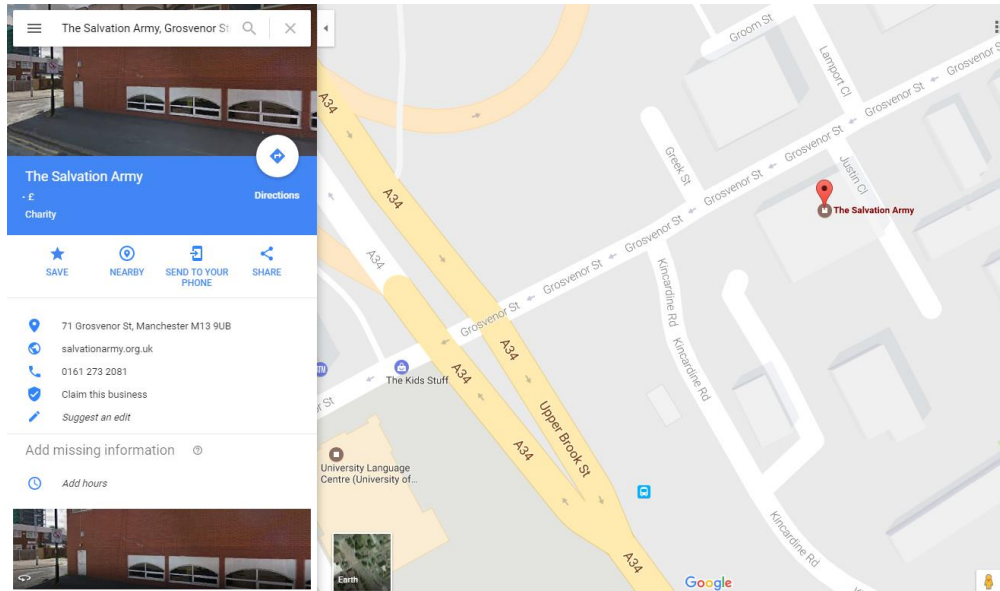 The Salvation Army, Grosvenor St
The Salvation Army
· £
Charity
Directions
SAVE
NEARBY
SEND TO YOUR
PHONE
SHARE
71 Grosvenor St, Manchester M13 9UB
salvationarmy.org.uk
0161 273 2081
Claim this business
Suggest an edit
Add missing information
Add hours
Earth
Groom St
Lamport Cl
Grosvenor S
Grosvenor St
Grosvenor St
Grosvenor St
Grosvenor St
Grosvenor St
Grosvenor St
Greek St
Justin Cl
The Salvation Army
A34
A34
A34
A34
A34
A34
A34
Upper Brook St
Kincardine Rd
Kincardine Rd
Kincardine Rd
The Kids Stuff
r St
University Language
Centre (University of...
Google